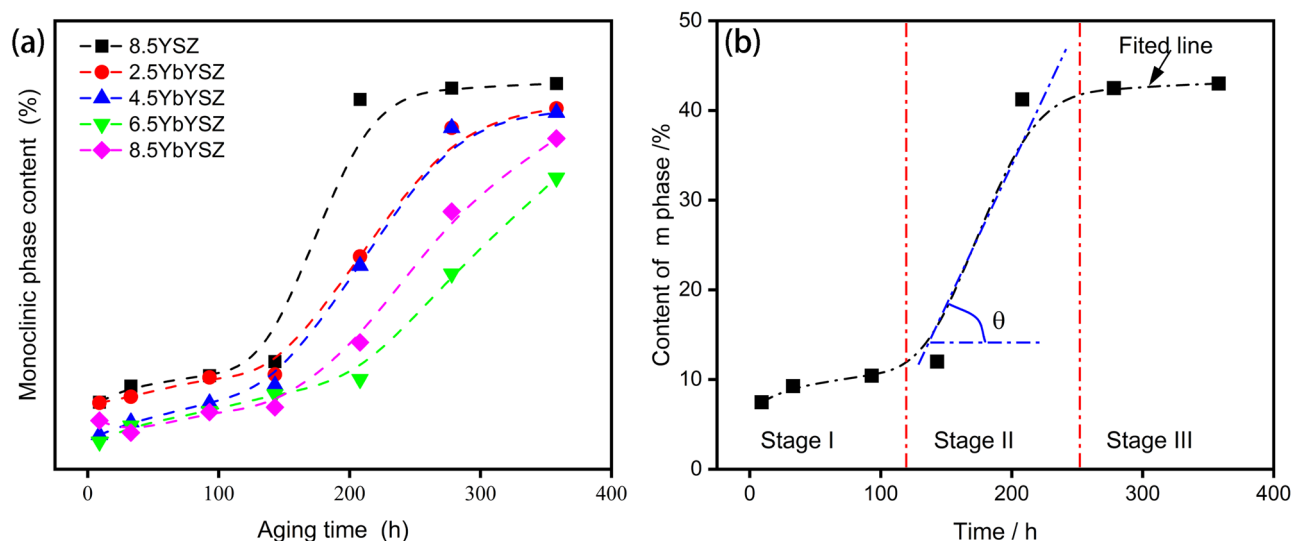 (a)
8.5YSZ
2.5YbYSZ
4.5YbYSZ
6.5YbYSZ
8.5YbYSZ
Monoclinic phase content (%)
0 100 200 300 400
Aging time (h)
(b)
50
40
30
20
10
0
Content of m phase /%
Fited line
θ
Stage I Stage II Stage III
0 100 200 300 400
Time / h